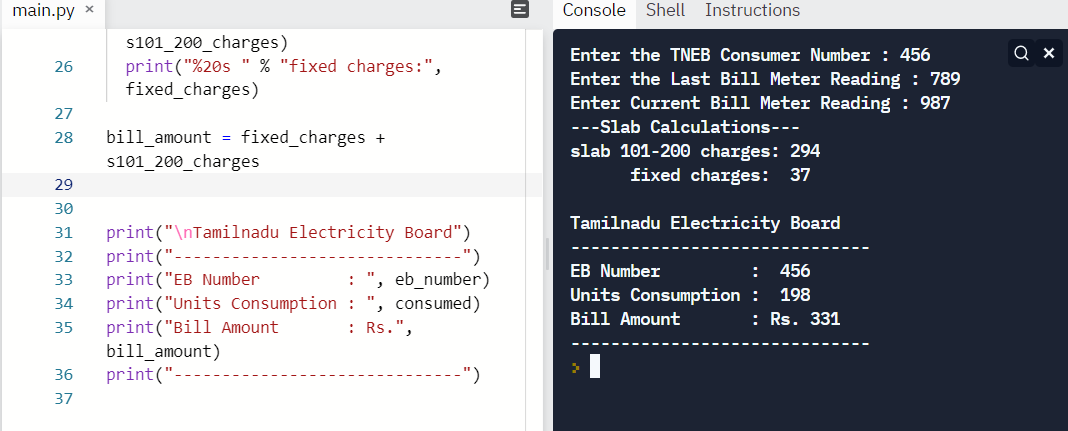 main.py ×
s101_200_charges)
26 print("%20s " % "fixed charges:",
fixed_charges)
27
28 bill_amount = fixed_charges +
s101_200_charges
29
30
31 print("\nTamilnadu Electricity Board")
32 print("------------------------------")
33 print("EB Number         : ", eb_number)
34 print("Units Consumption : ", consumed)
35 print("Bill Amount       : Rs.",
bill_amount)
36 print("------------------------------")
37
Console Shell Instructions
Enter the TNEB Consumer Number : 456
Enter the Last Bill Meter Reading : 789
Enter Current Bill Meter Reading : 987
---Slab Calculations---
slab 101-200 charges: 294
      fixed charges:  37
Tamilnadu Electricity Board
------------------------------
EB Number         :  456
Units Consumption :  198
Bill Amount       : Rs. 331
------------------------------
>